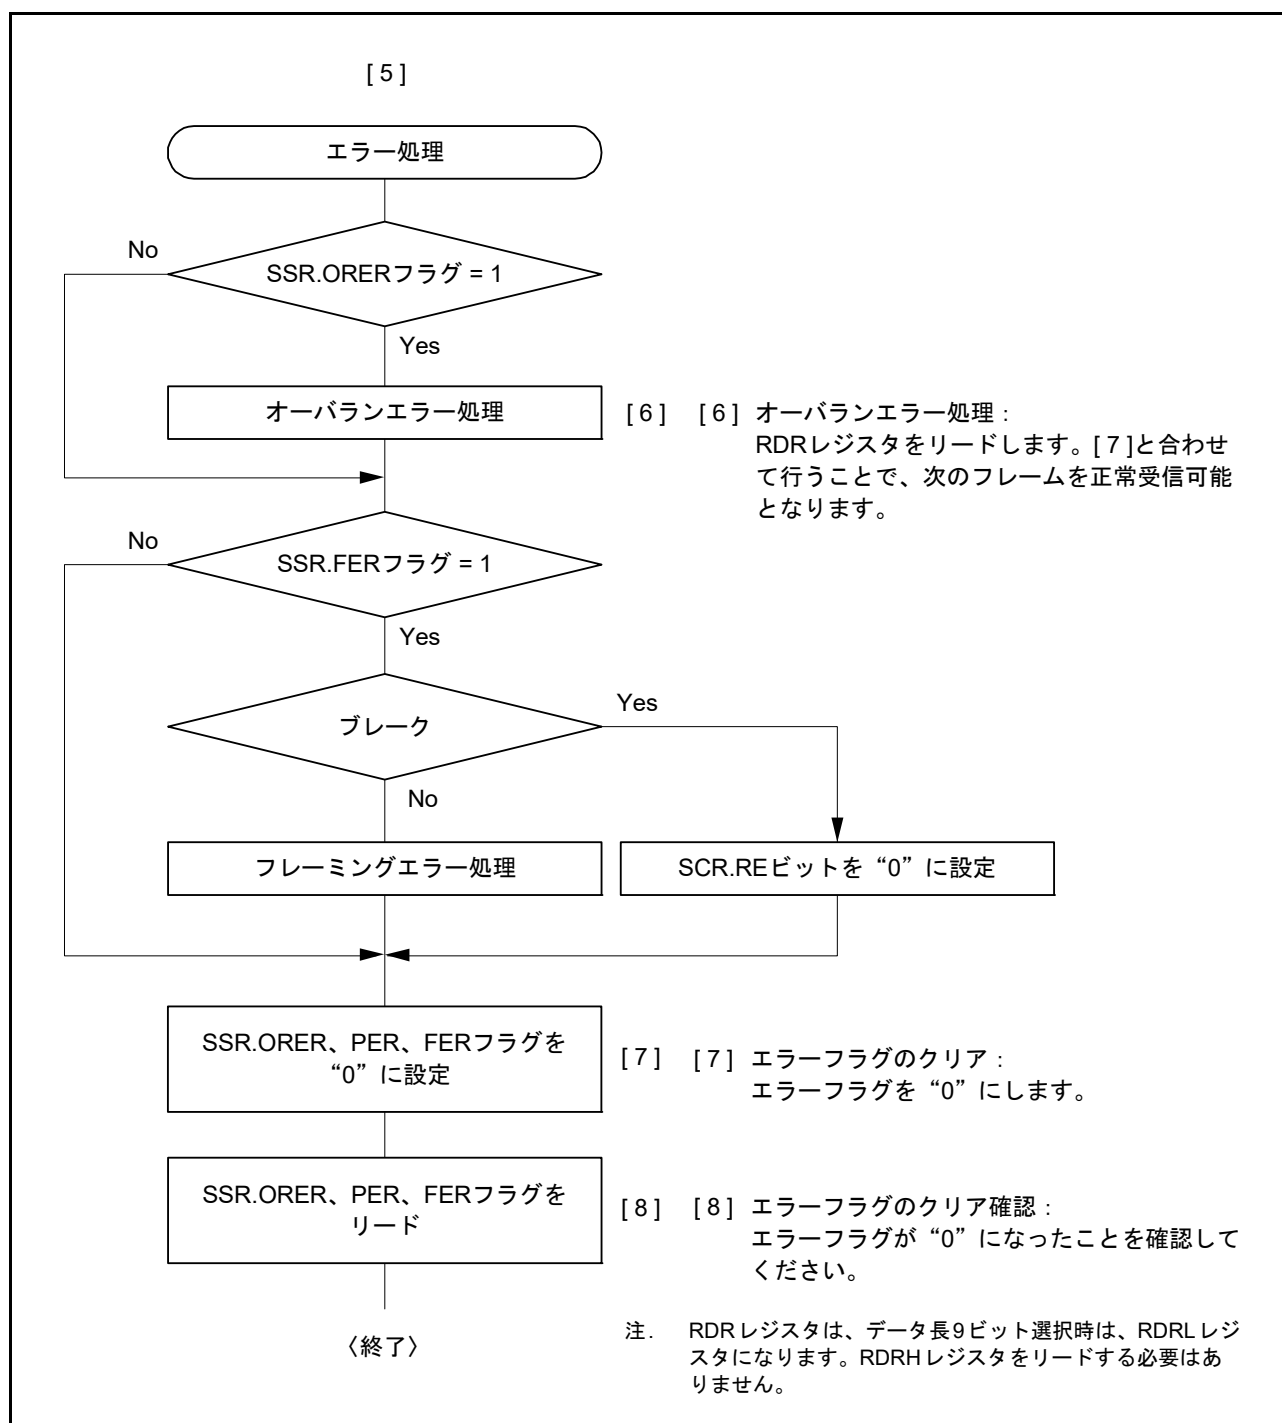 [ 5 ]
エラー処理
No
SSR.ORERフラグ = 1
Yes
オーバランエラー処理
[ 6 ]
[ 6 ] オーバランエラー処理：
RDRレジスタをリードします。[ 7 ]と合わせ
て行うことで、次のフレームを正常受信可能
となります。
No
SSR.FERフラグ = 1
Yes
ブレーク
Yes
No
フレーミングエラー処理
SCR.REビットを“0”に設定
SSR.ORER、PER、FERフラグを
“0”に設定
[ 7 ]
[ 7 ] エラーフラグのクリア：
エラーフラグを“0”にします。
SSR.ORER、PER、FERフラグを
リード
[ 8 ]
[ 8 ] エラーフラグのクリア確認：
エラーフラグが“0”になったことを確認して
ください。
〈終了〉
注. RDRレジスタは、データ長9ビット選択時は、RDRLレジ
スタになります。RDRHレジスタをリードする必要はあ
りません。